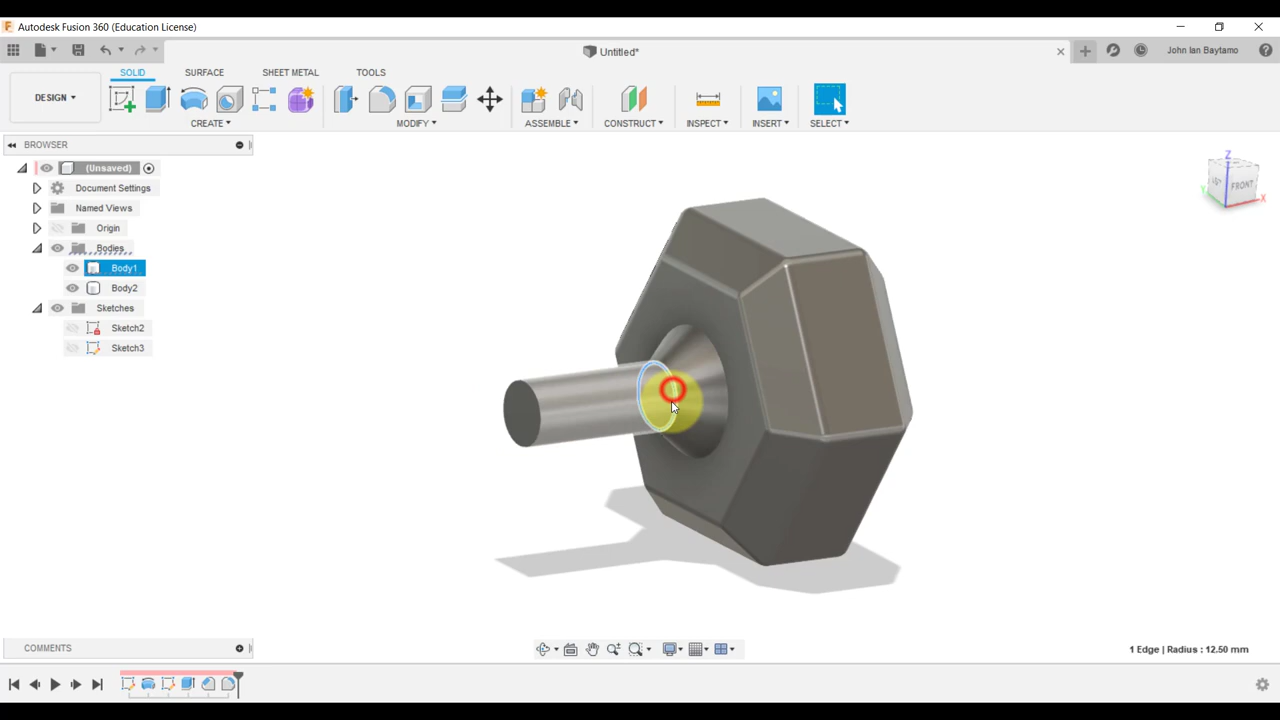 Autodesk Fusion 360 (Education License)
Untitled*
John Ian Baytamo
DESIGN
SOLID
SURFACE
SHEET METAL
TOOLS
CREATE
MODIFY
ASSEMBLE
CONSTRUCT
INSPECT
INSERT
SELECT
BROWSER
(Unsaved)
Document Settings
Named Views
Origin
Bodies
Body1
Body2
Sketches
Sketch2
Sketch3
Z
FRONT
X
COMMENTS
1 Edge | Radius : 12.50 mm